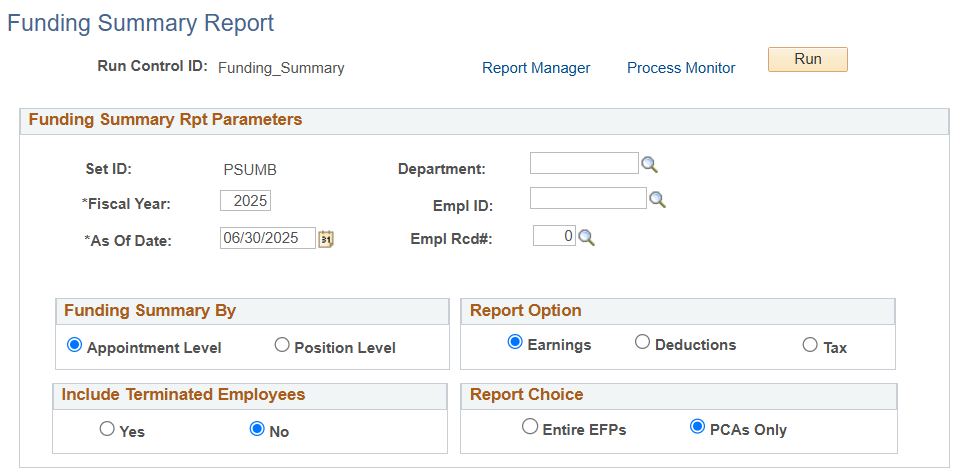 Funding Summary Report
Run Control ID: Funding_Summary Report Manager Process Monitor Run
Funding Summary Rpt Parameters
Set ID: PSUMB Department:
*Fiscal Year: 2025 Empl ID:
*As Of Date: 06/30/2025 31 Empl Rcd#: 0
Funding Summary By Report Option
Appointment Level Position Level Earnings Deductions Tax
Include Terminated Employees Report Choice
Yes No Entire EFPs PCAs Only